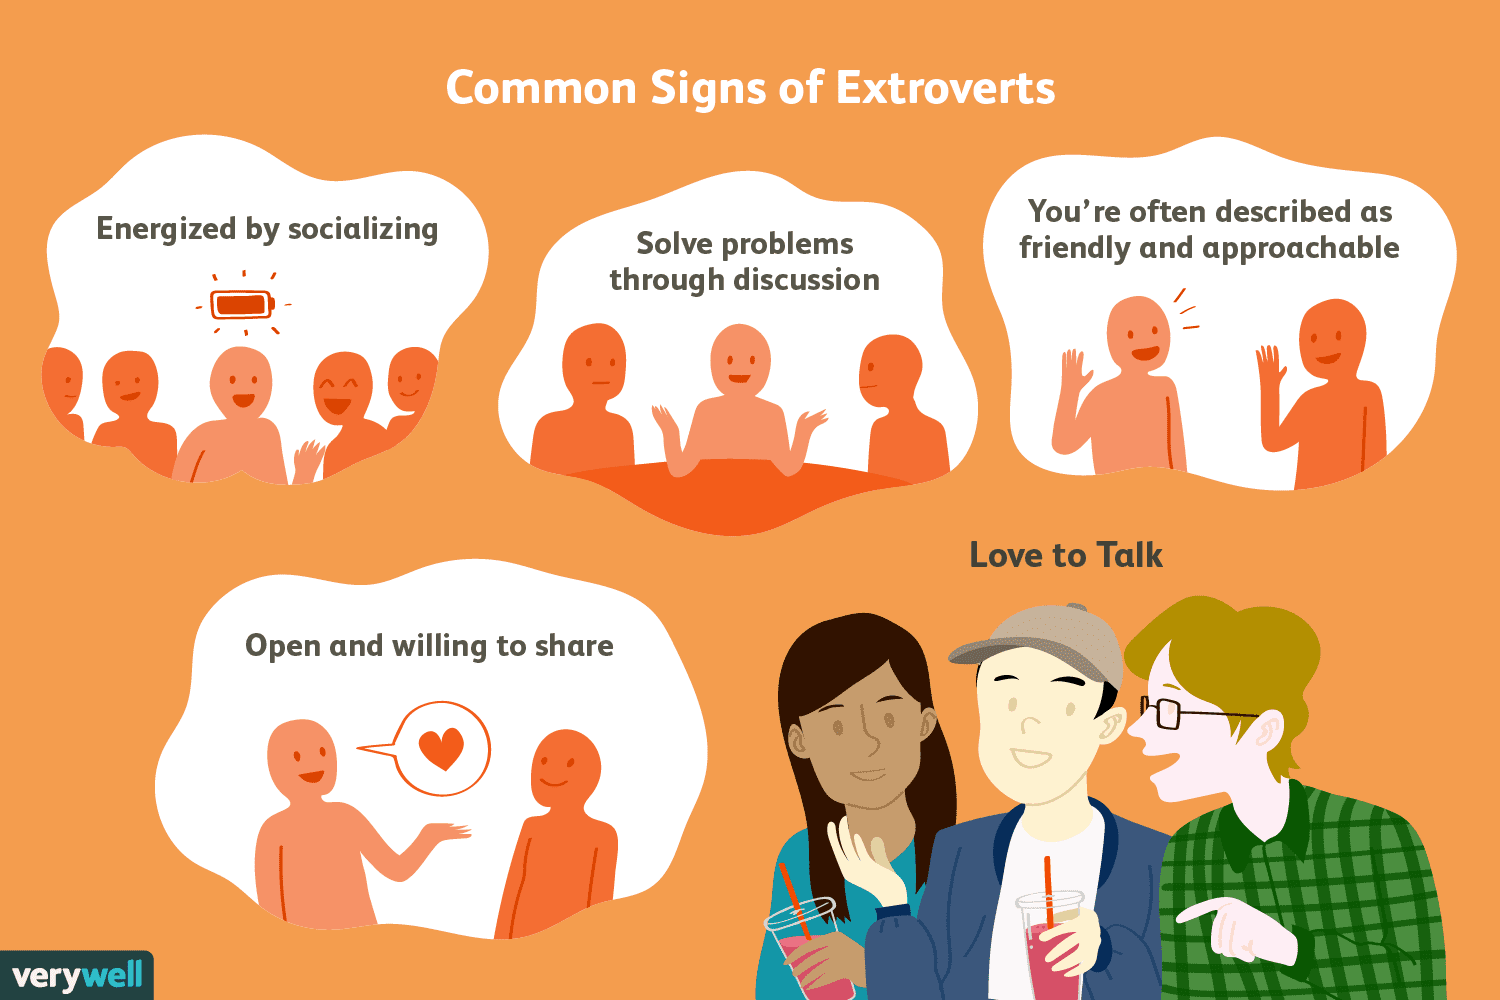 Common Signs of Extroverts
Energized by socializing
Solve problems
through discussion
You’re often described as
friendly and approachable
Open and willing to share
Love to Talk
verywell